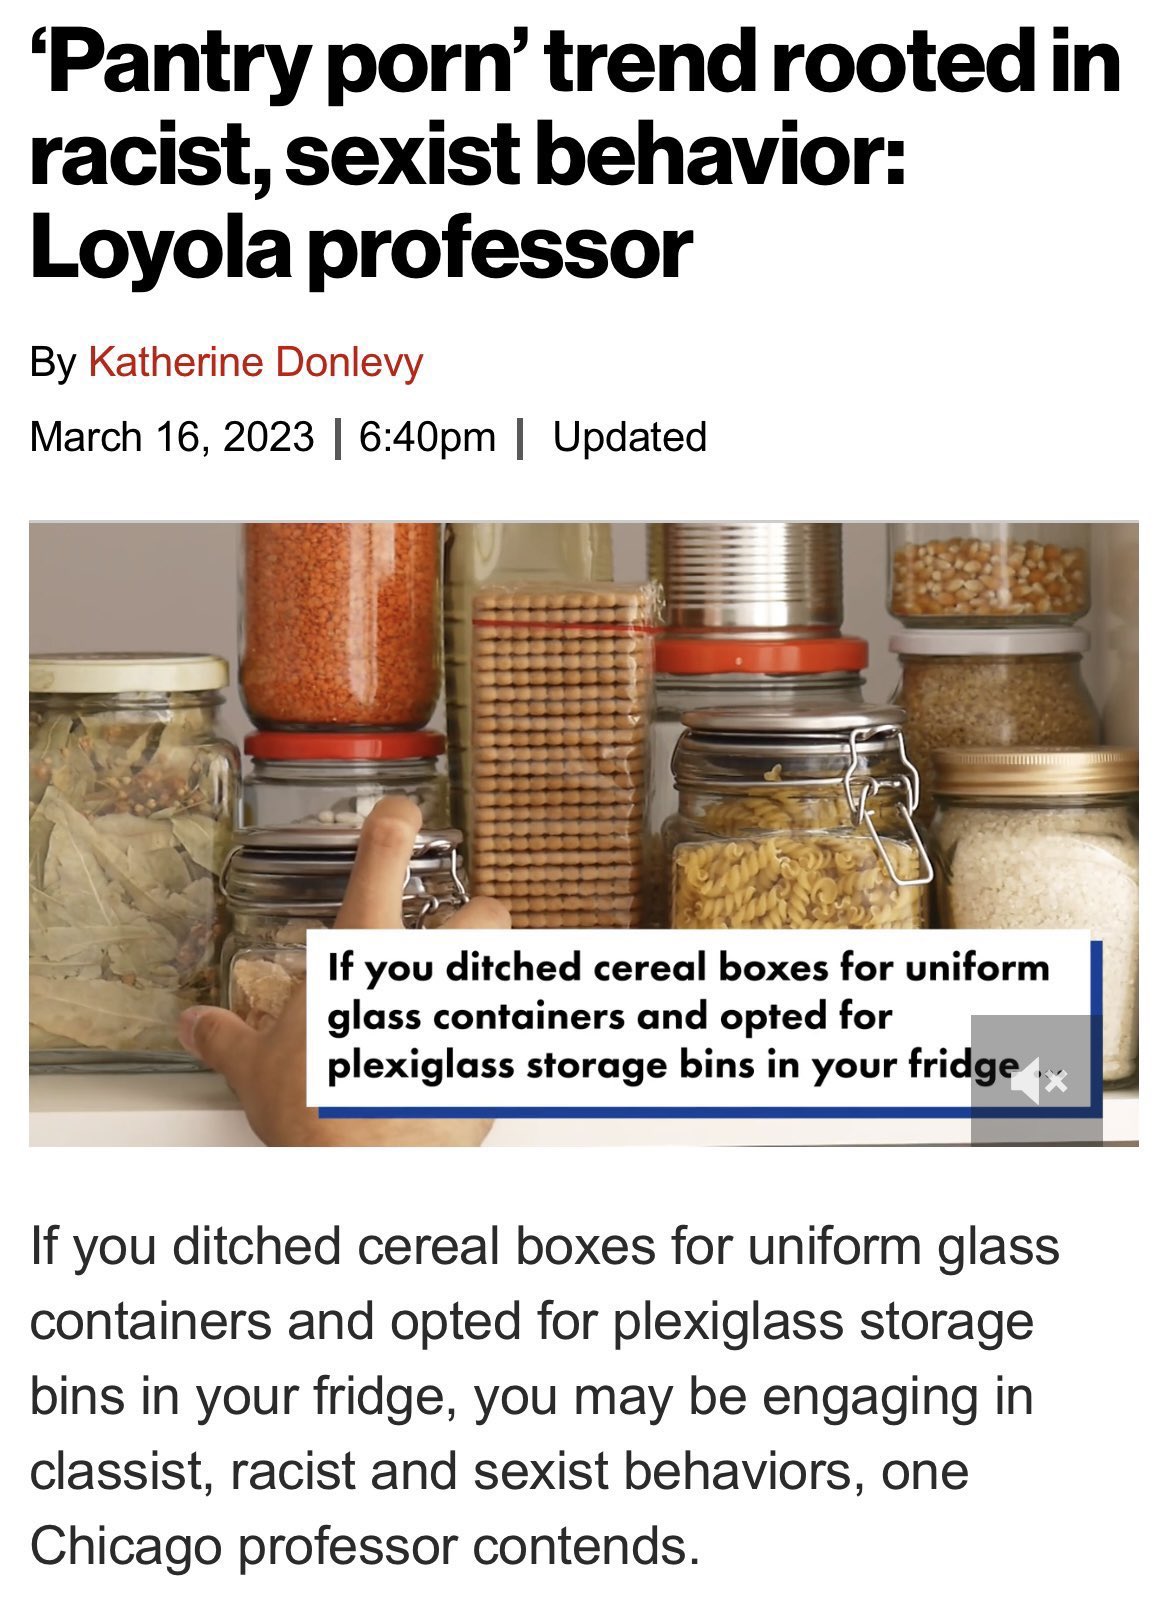 ‘Pantry porn’ trend rooted in
racist, sexist behavior:
Loyola professor
By Katherine Donlevy
March 16, 2023 | 6:40pm | Updated
If you ditched cereal boxes for uniform
glass containers and opted for
plexiglass storage bins in your fridge ...
If you ditched cereal boxes for uniform glass
containers and opted for plexiglass storage
bins in your fridge, you may be engaging in
classist, racist and sexist behaviors, one
Chicago professor contends.